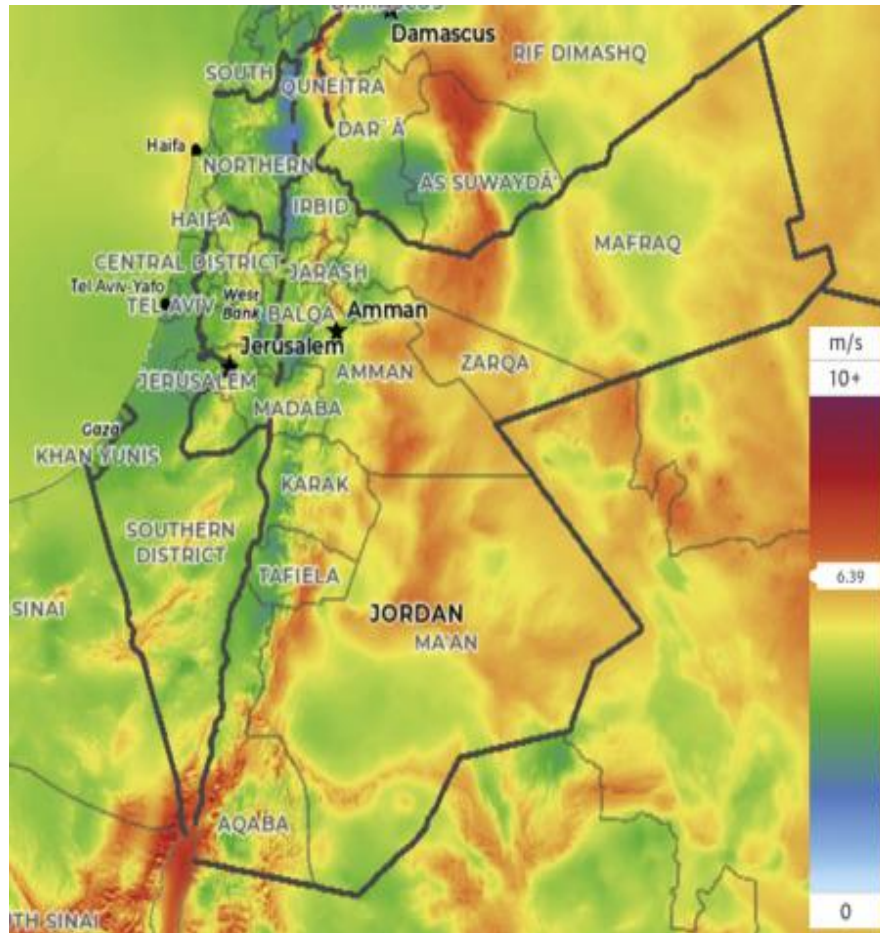 DAMASCUS
Damascus
RIF DIMASHQ
SOUTH
QUNEITRA
DAR`Ā
Haifa
NORTHERN
AS SUWAYDĀ'
IRBID
HAIFA
MAFRAQ
CENTRAL DISTRICT
JARASH
Tel Aviv-Yafo
TEL AVIV
West
Bank
BALQA
Amman
Jerusalem
ZARQA
m/s
JERUSALEM
AMMAN
10+
MADABA
Gaza
KHAN YUNIS
KARAK
SOUTHERN
DISTRICT
TAFIELA
6.39
SINAI
JORDAN
MA'AN
AQABA
0
TH SINAI